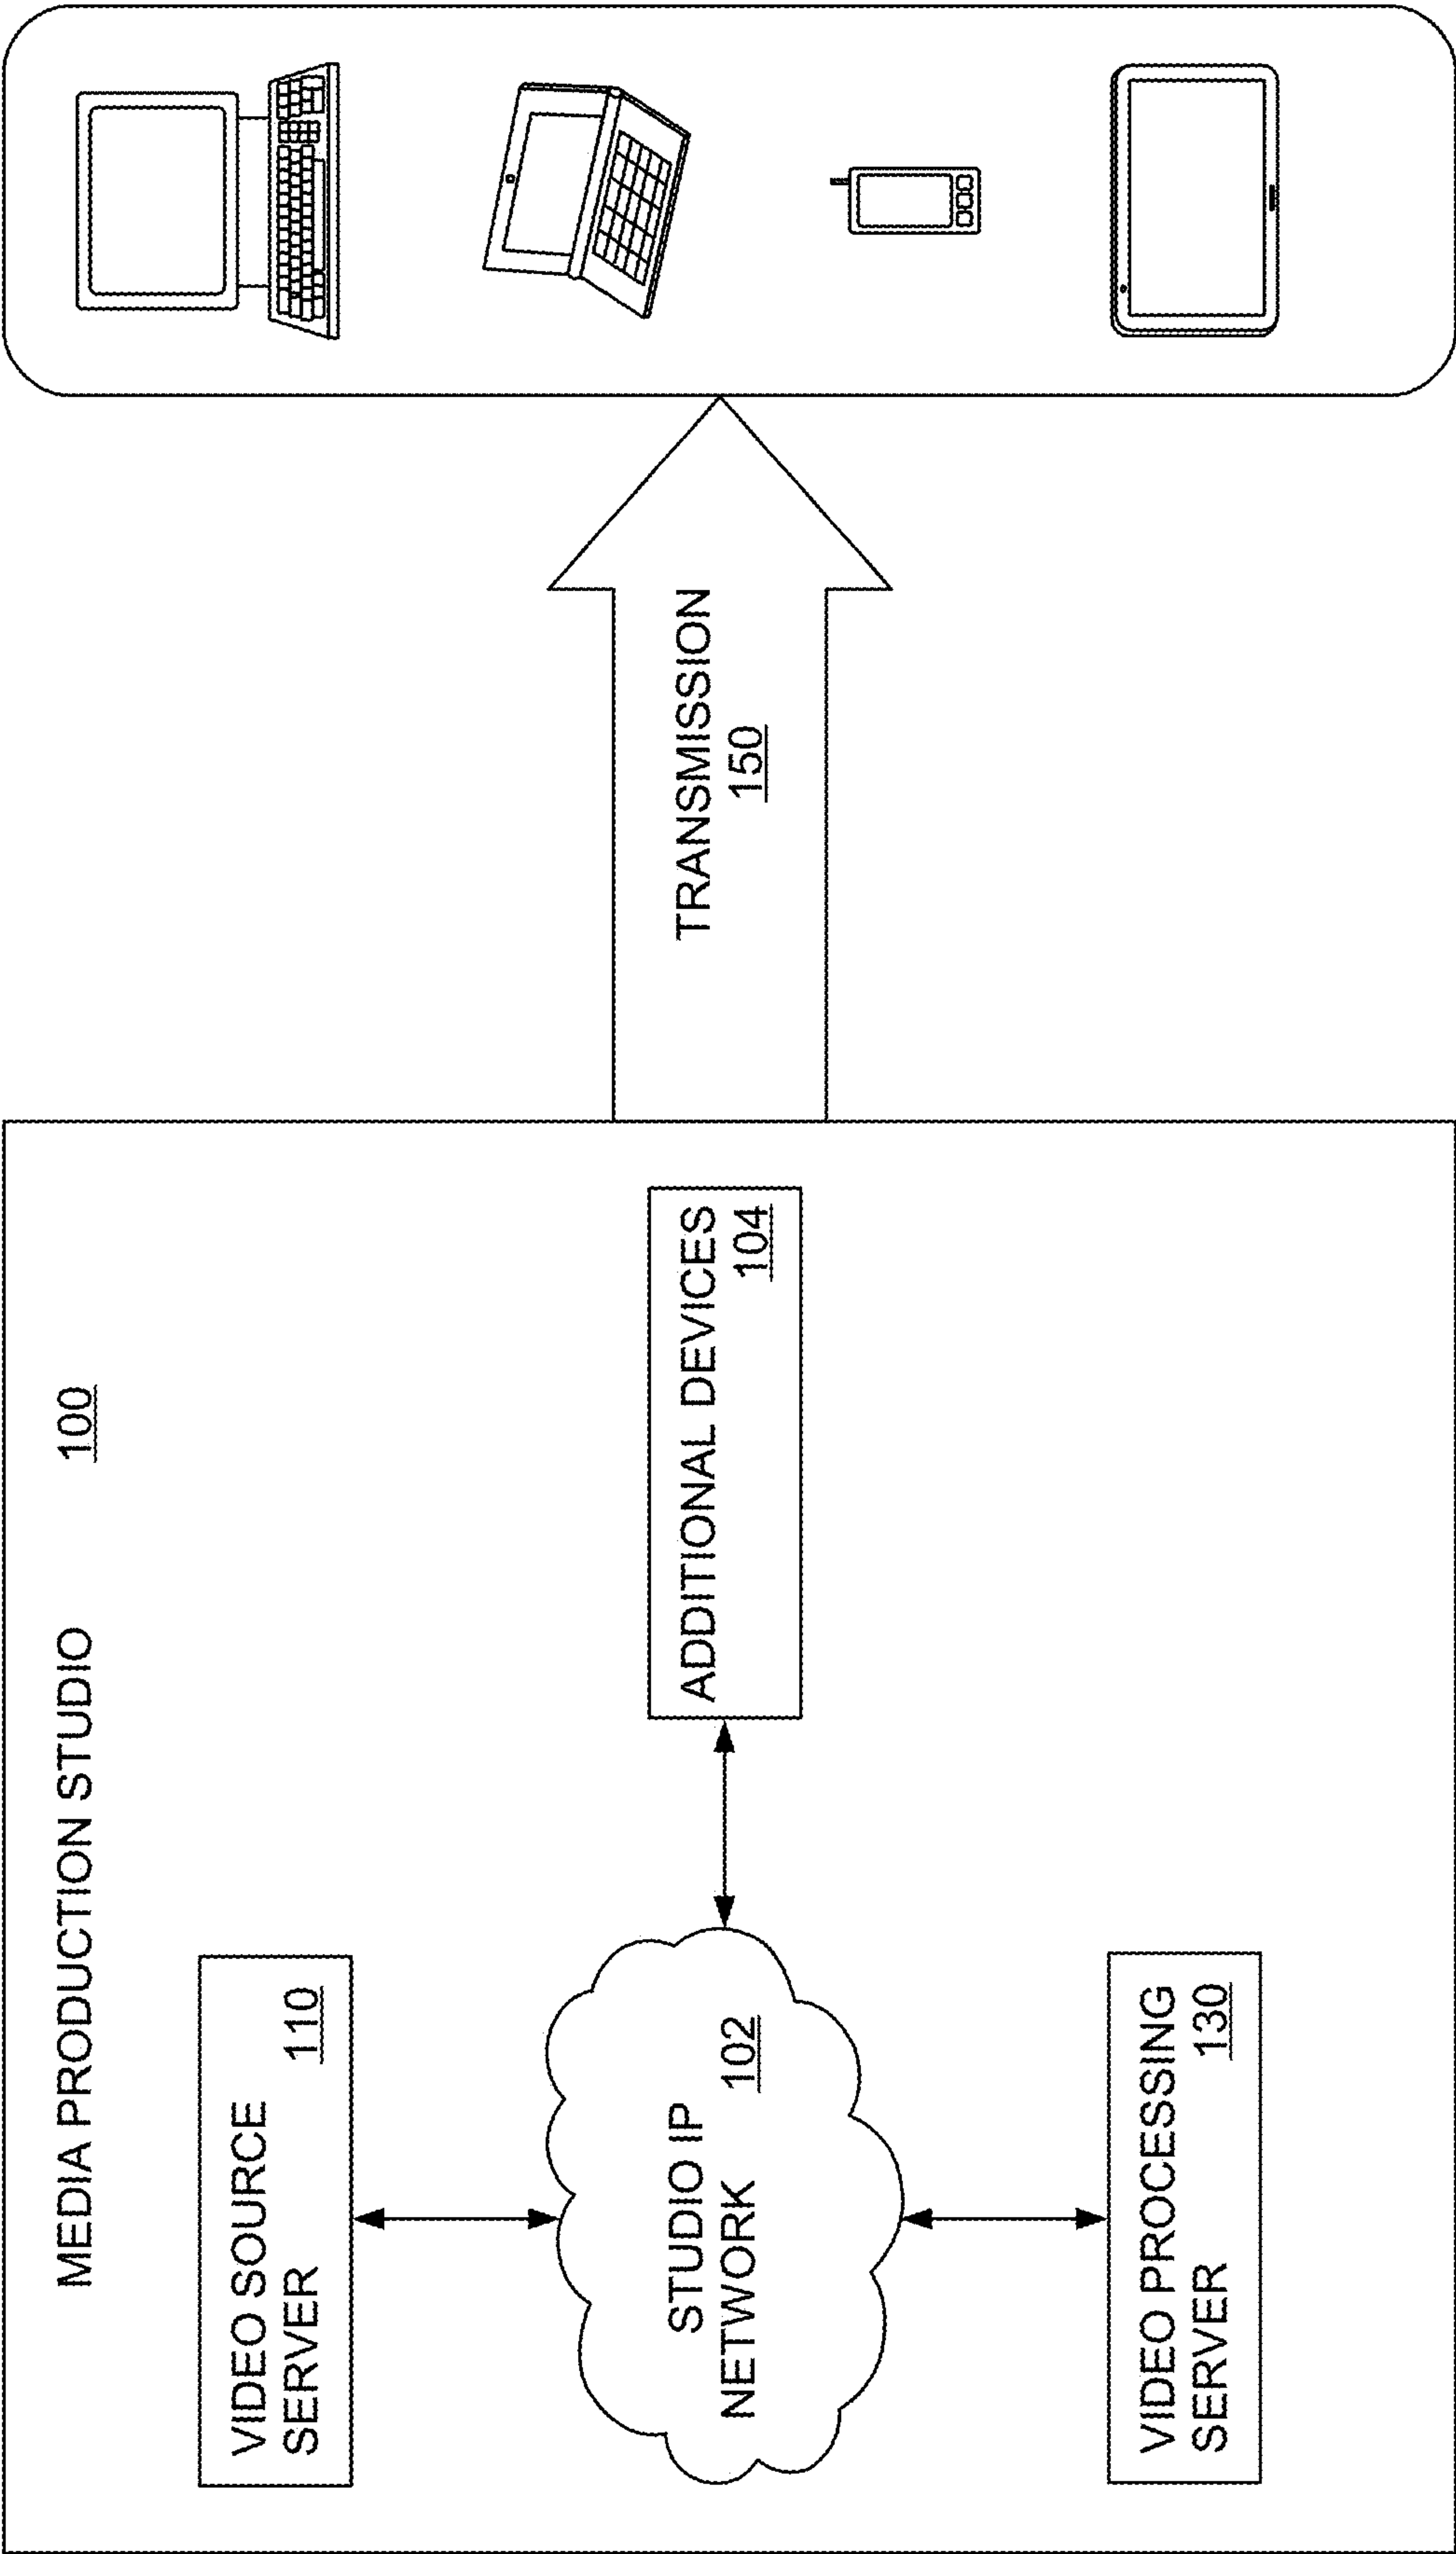 MEDIA PRODUCTION STUDIO 100
VIDEO SOURCE
SERVER 110
STUDIO IP
NETWORK 102
ADDITIONAL DEVICES
104
VIDEO PROCESSING
SERVER 130
TRANSMISSION
150